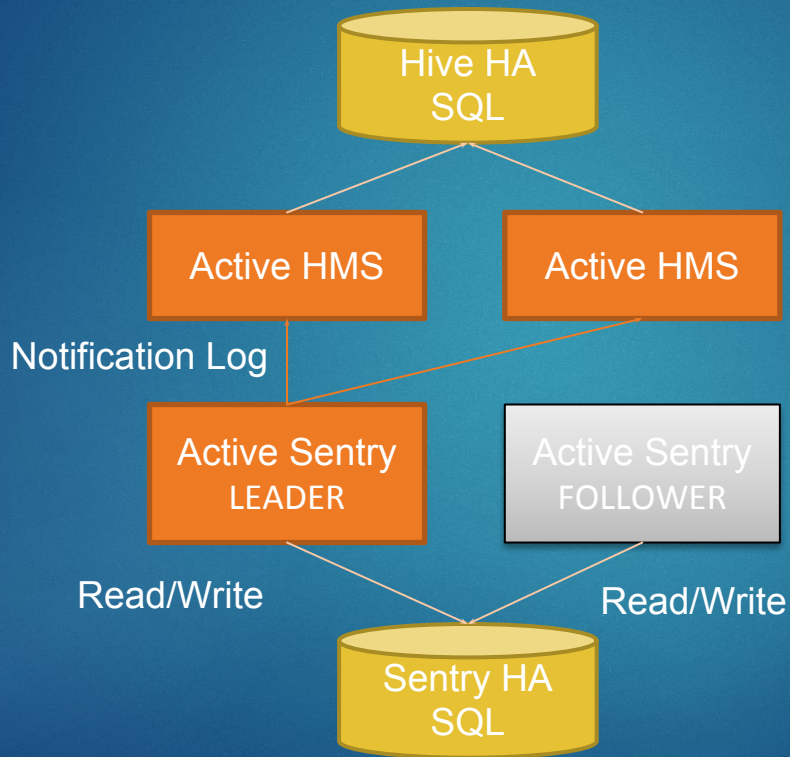 Hive HA
SQL
Active HMS
Active HMS
Notification Log
Active Sentry
LEADER
Active Sentry
FOLLOWER
Read/Write
Read/Write
Sentry HA
SQL